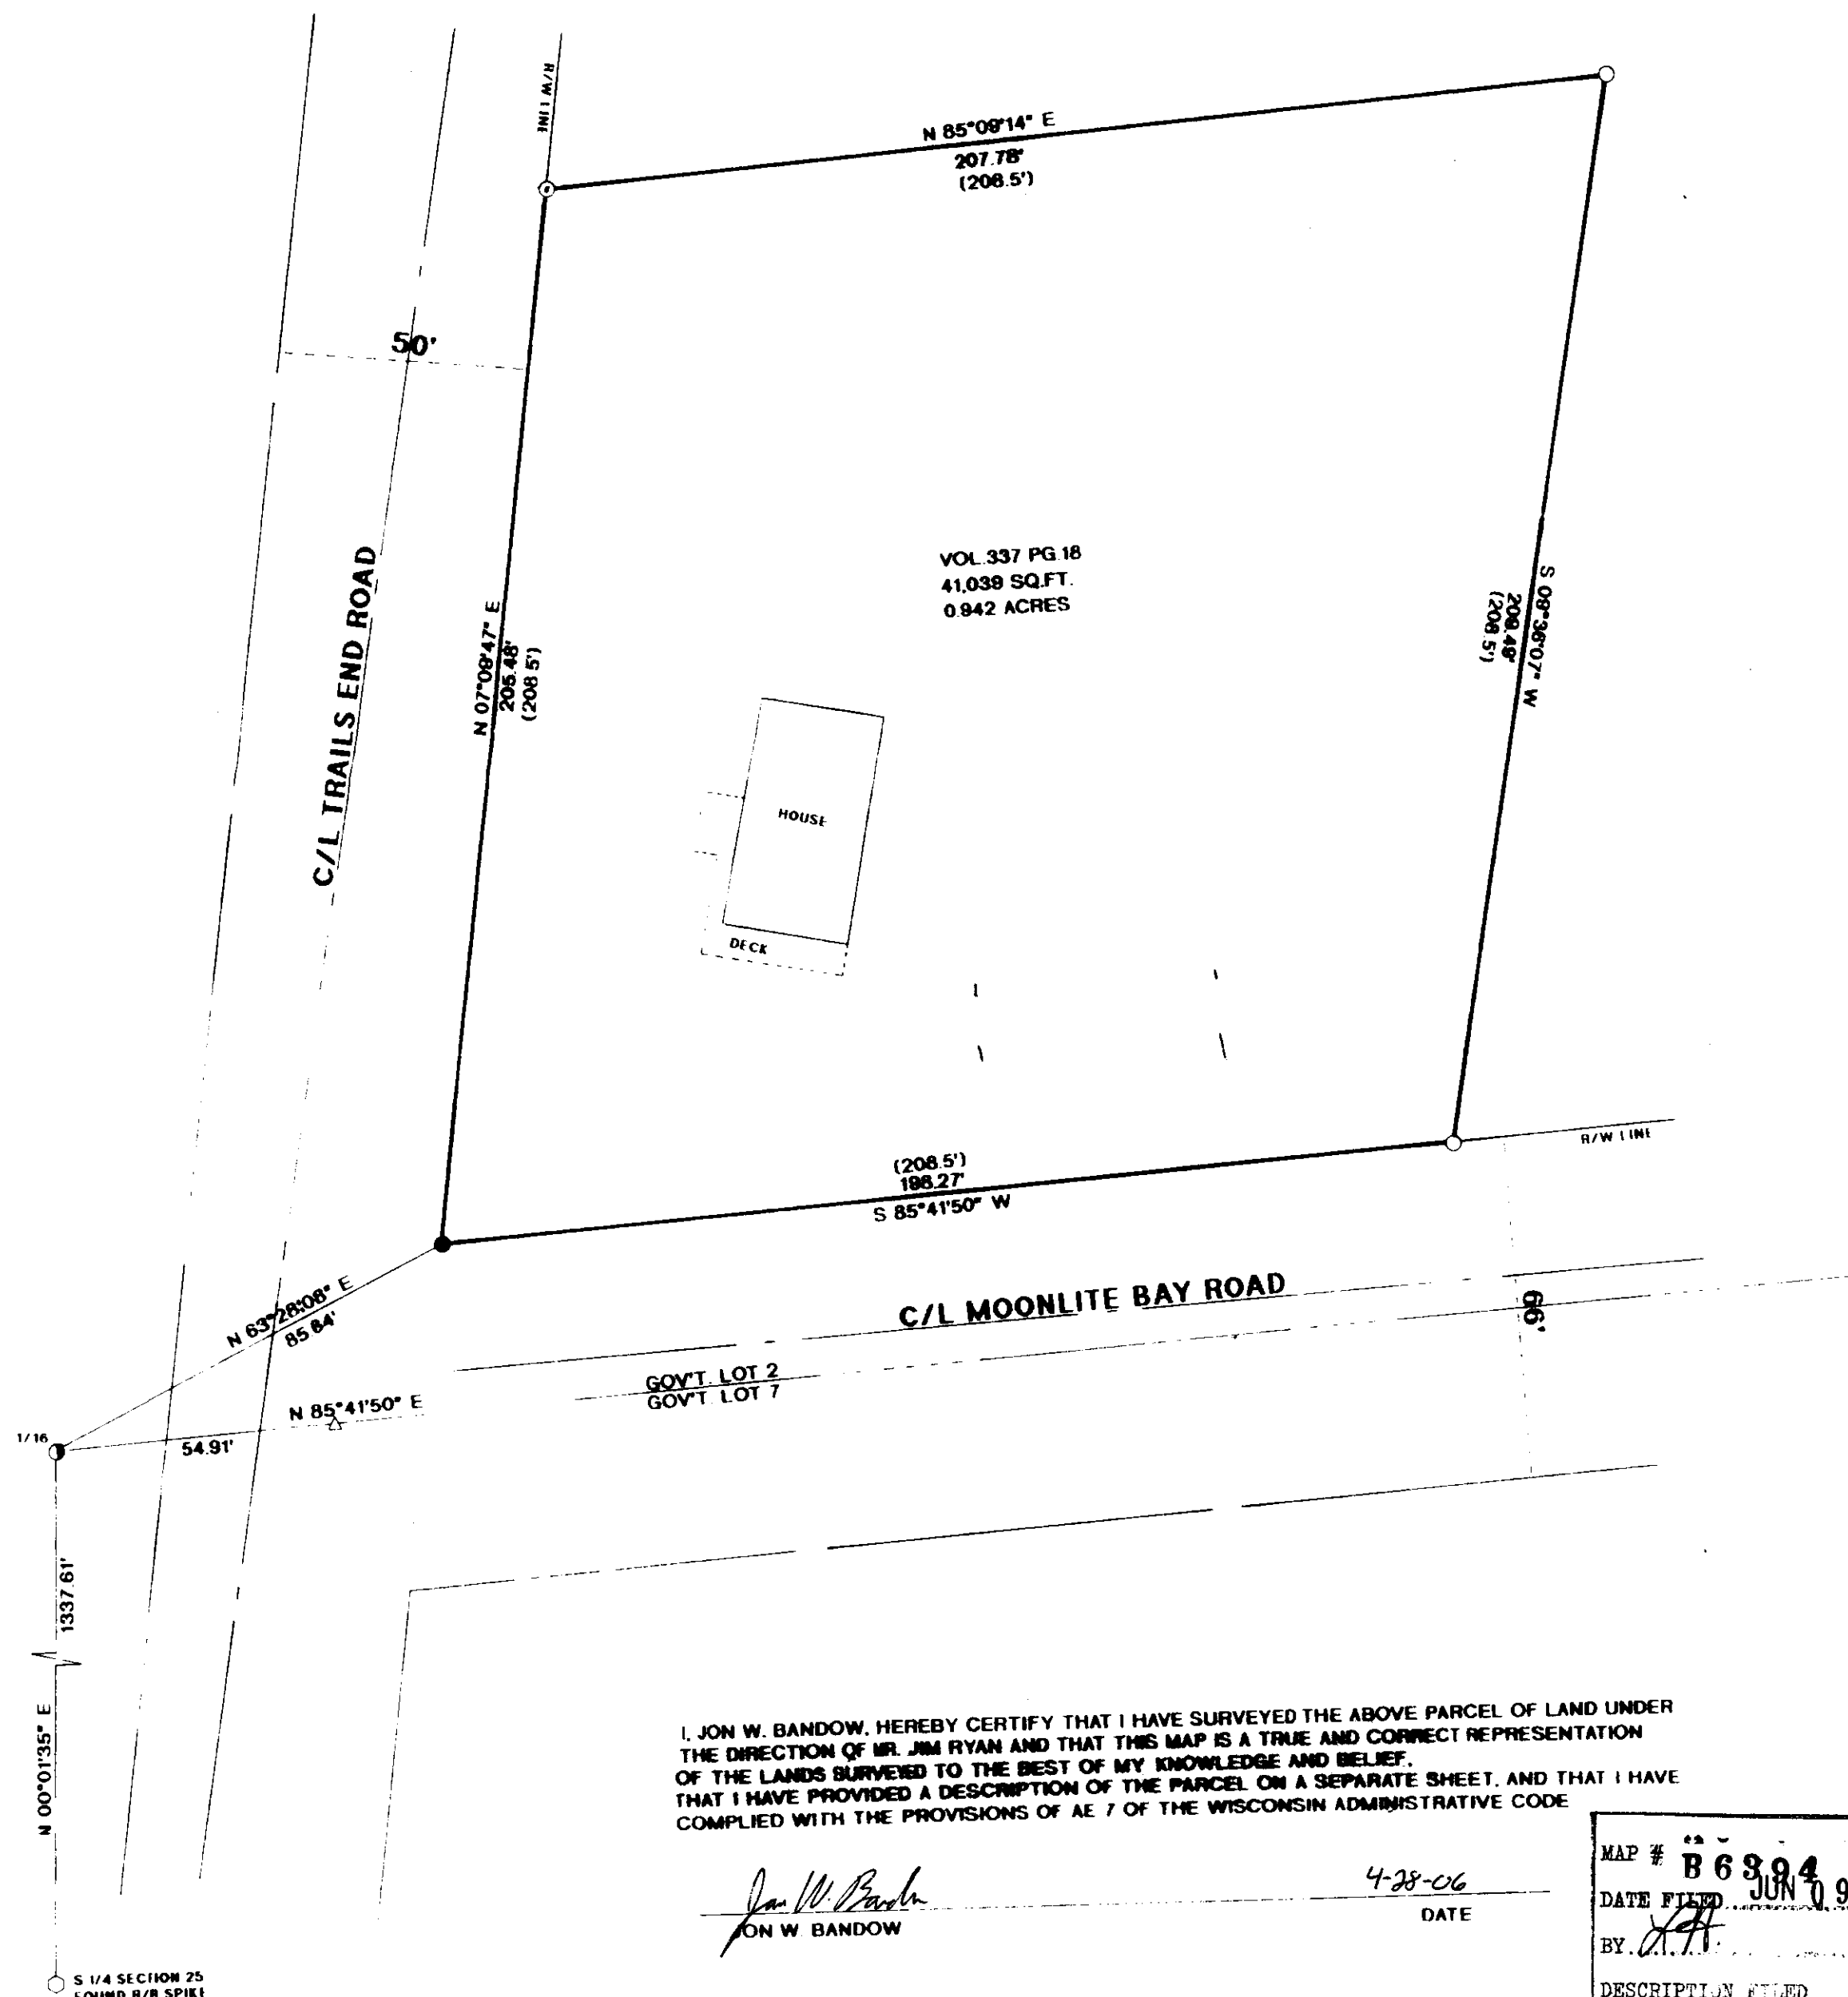 R/W LINE
N 85°09'14" E
207.78'
(208.5')
50'
C/L TRAILS END ROAD
N 07°09'47" E
205.48'
(208.5')
VOL.337 PG.18
41,039 SQ.FT.
0.942 ACRES
S 09°36'07" W
209.49'
(208.5')
HOUSE
DECK
R/W LINE
(208.5')
198.27'
S 85°41'50" W
N 63°28'08" E
85.64'
C/L MOONLITE BAY ROAD
66'
GOV'T. LOT 2
GOV'T. LOT 7
N 85°41'50" E
54.91'
1/16
1337.61'
N 00°01'35" E
I, JON W. BANDOW, HEREBY CERTIFY THAT I HAVE SURVEYED THE ABOVE PARCEL OF LAND UNDER
THE DIRECTION OF MR. JIM RYAN AND THAT THIS MAP IS A TRUE AND CORRECT REPRESENTATION
OF THE LANDS SURVEYED TO THE BEST OF MY KNOWLEDGE AND BELIEF.
THAT I HAVE PROVIDED A DESCRIPTION OF THE PARCEL ON A SEPARATE SHEET, AND THAT I HAVE
COMPLIED WITH THE PROVISIONS OF AE 7 OF THE WISCONSIN ADMINISTRATIVE CODE
Jon W. Bandow
4-28-06
JON W. BANDOW
DATE
MAP # B 6394
DATE FILED JUN 09
BY
DESCRIPTION FILED
S 1/4 SECTION 25
FOUND R/R SPIKE